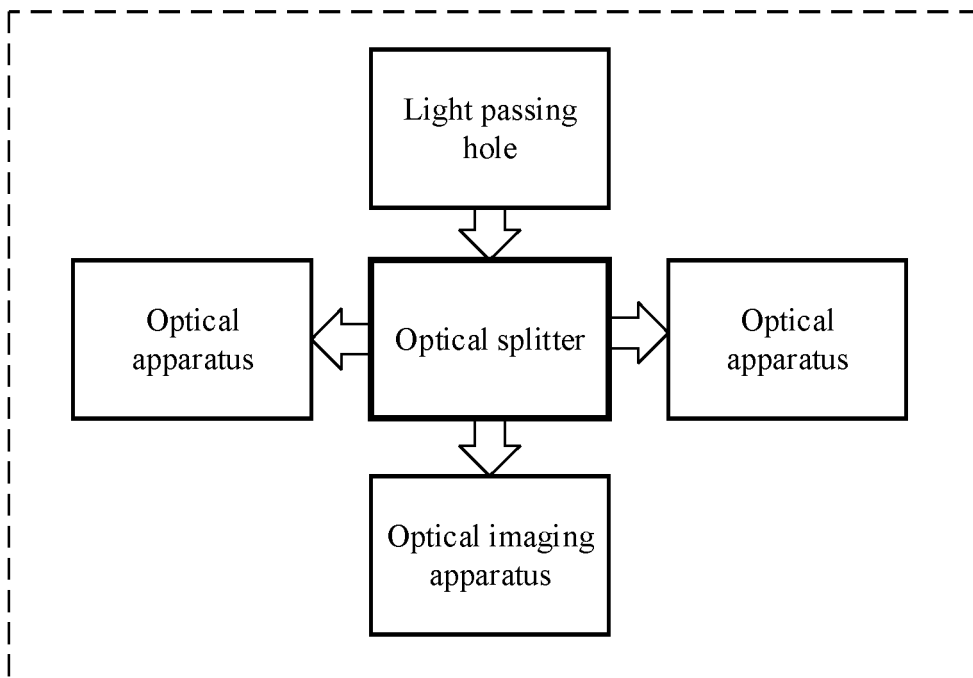 Light passing
hole
Optical
apparatus
Optical splitter
Optical
apparatus
Optical imaging
apparatus